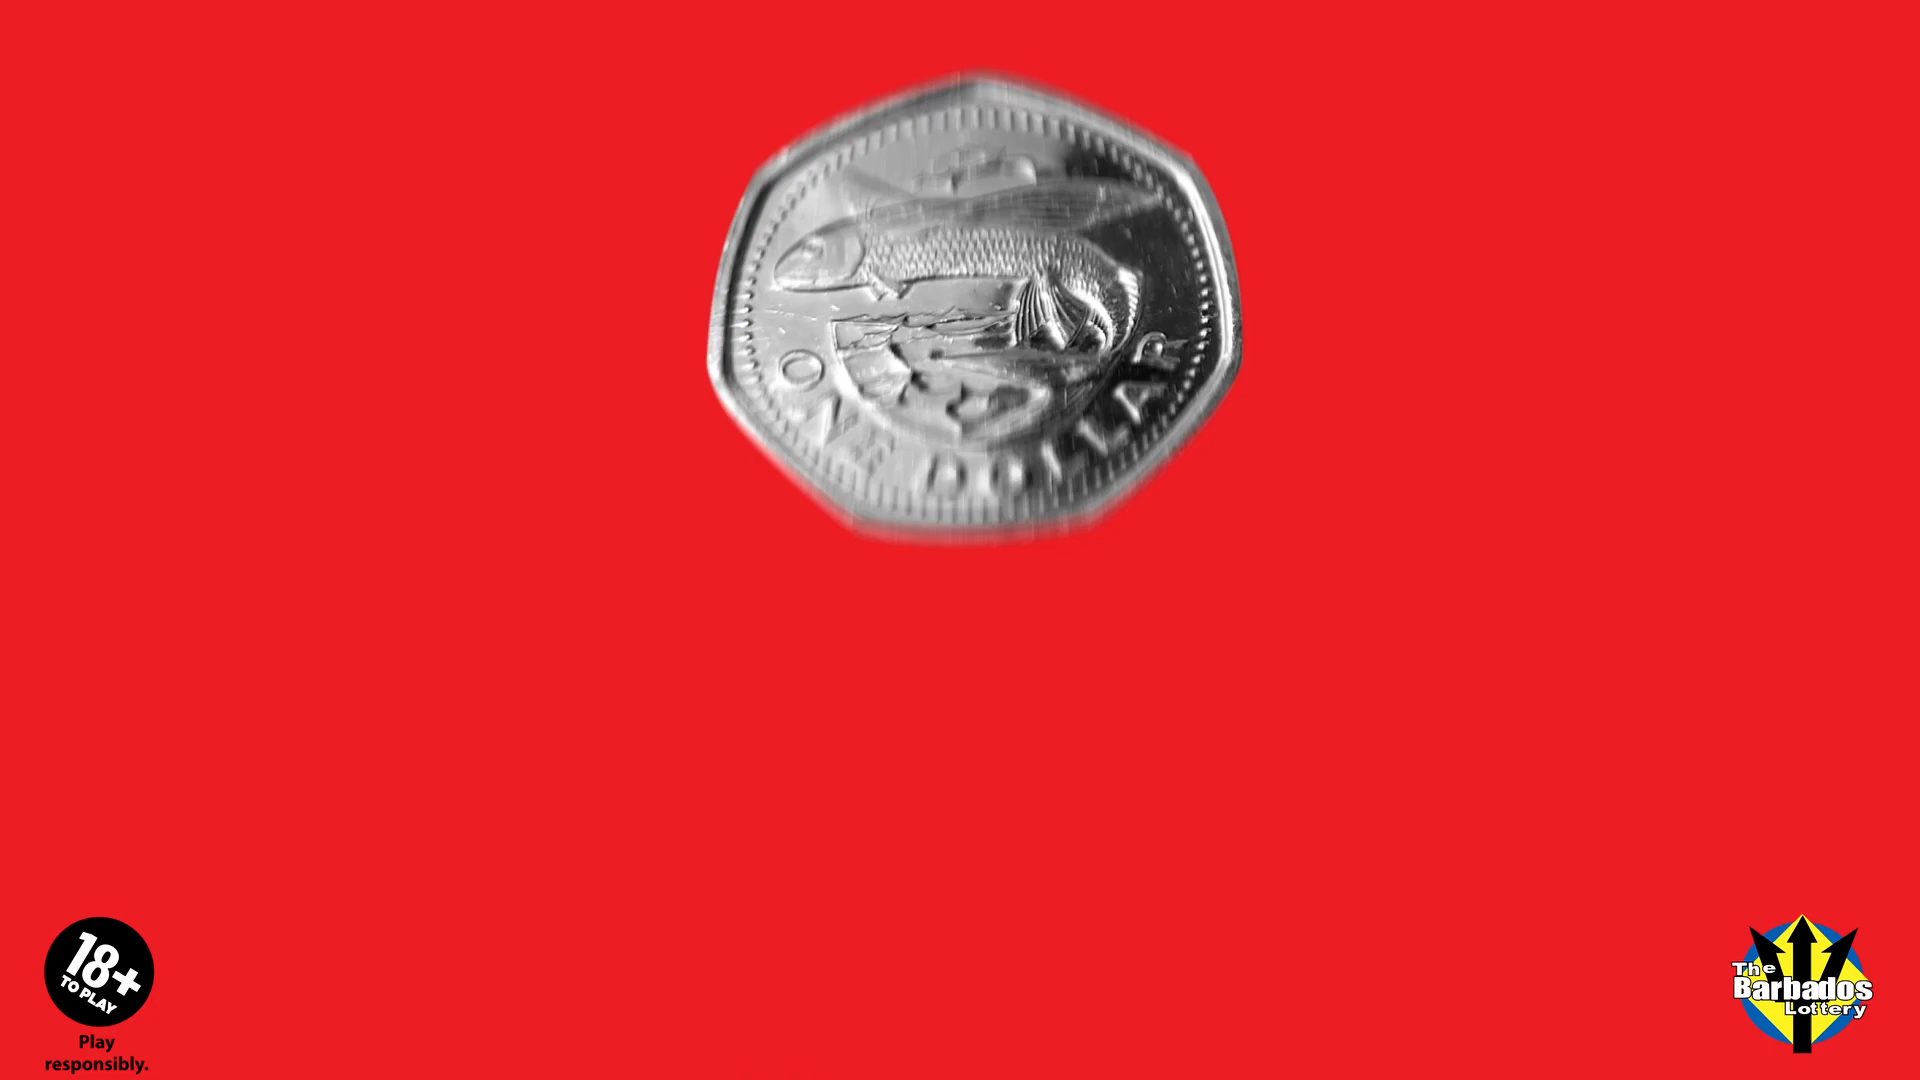 ONE DOLLAR
18+
TO PLAY
Play
responsibly.
The
Barbados
Lottery